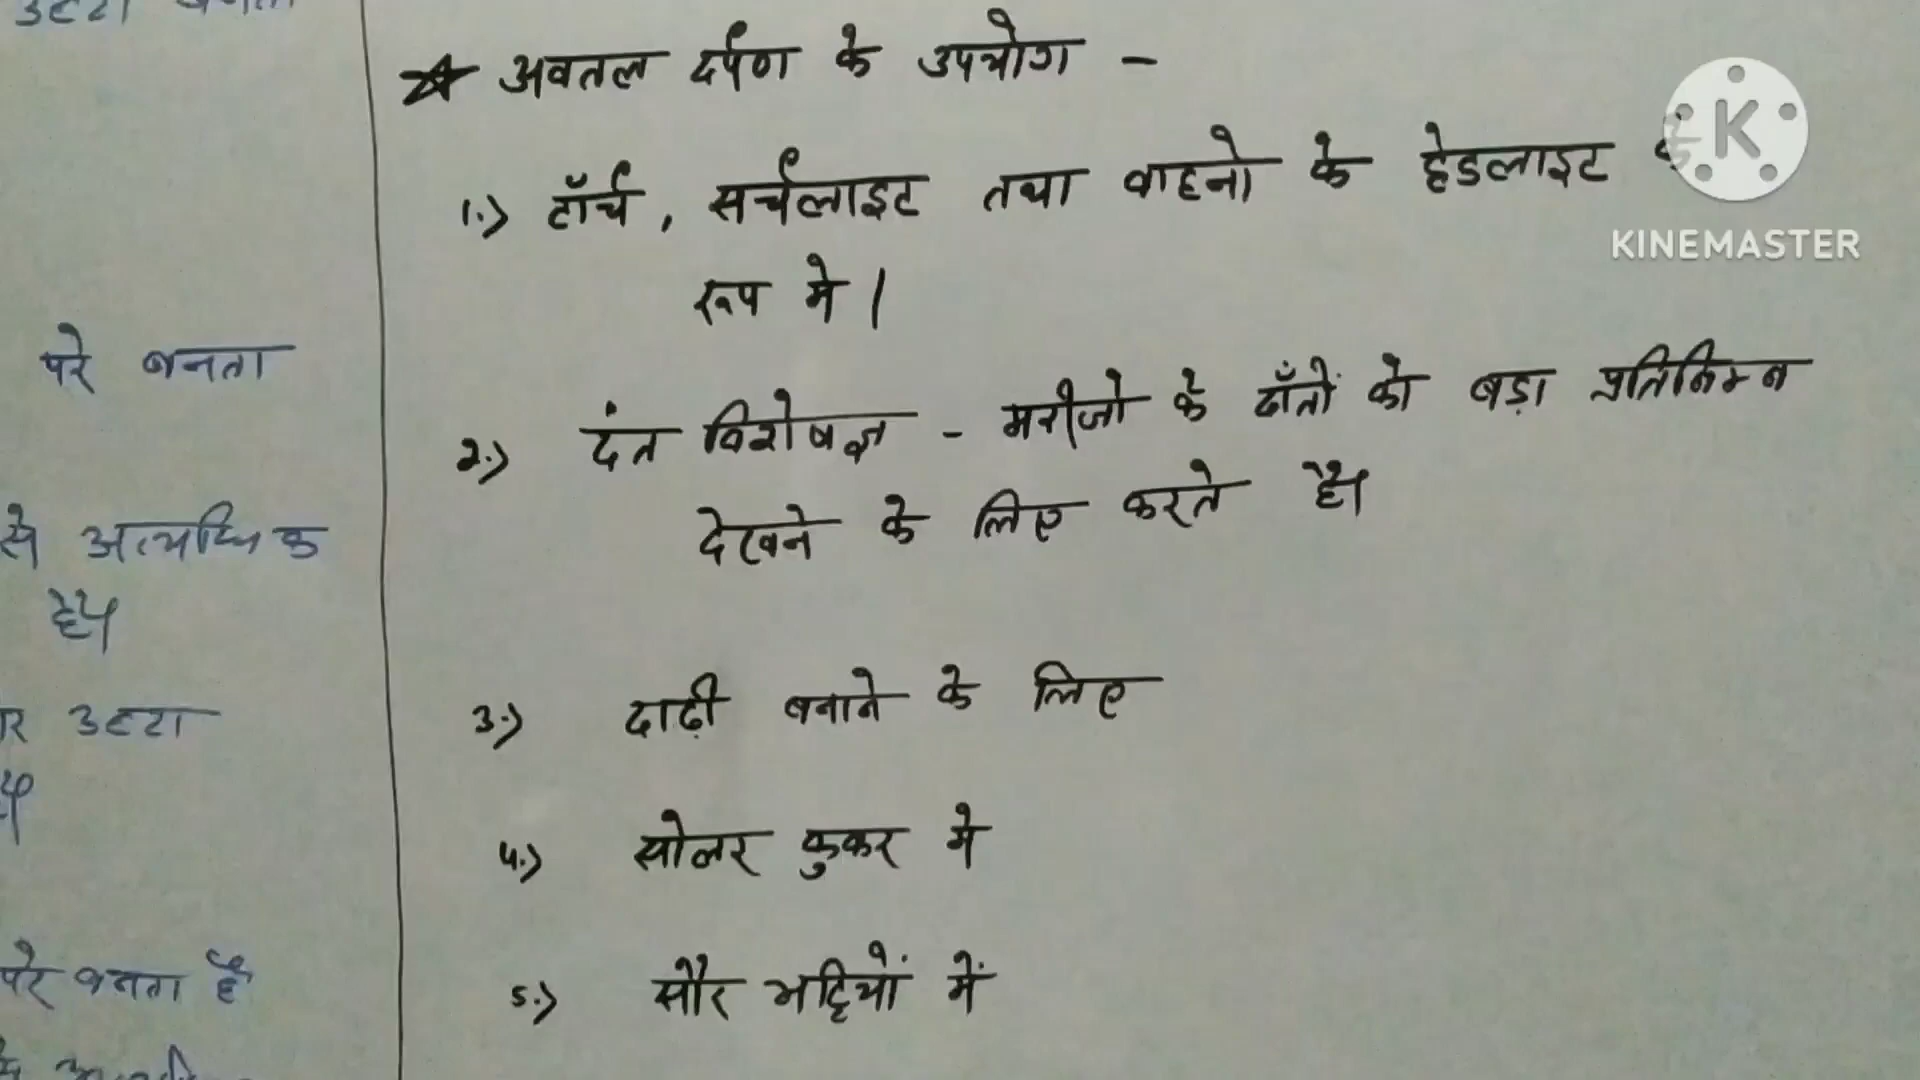 ☆ अवतल दर्पण के उपयोग -
1.) टॉर्च, सर्चलाइट तथा वाहनो के हेडलाइट के
रूप मे।
2.) दंत विशेषज्ञ - मरीजो के दाँतों को बड़ा प्रतिबिम्ब
देखने के लिए करते है।
3.) दाढ़ी बनाने के लिए
4.) सोलर कुकर मे
5.) सौर भट्टियों में
परे बनता
से अत्यधिक
है।
उल्टा
परे बनता है
KINEMASTER